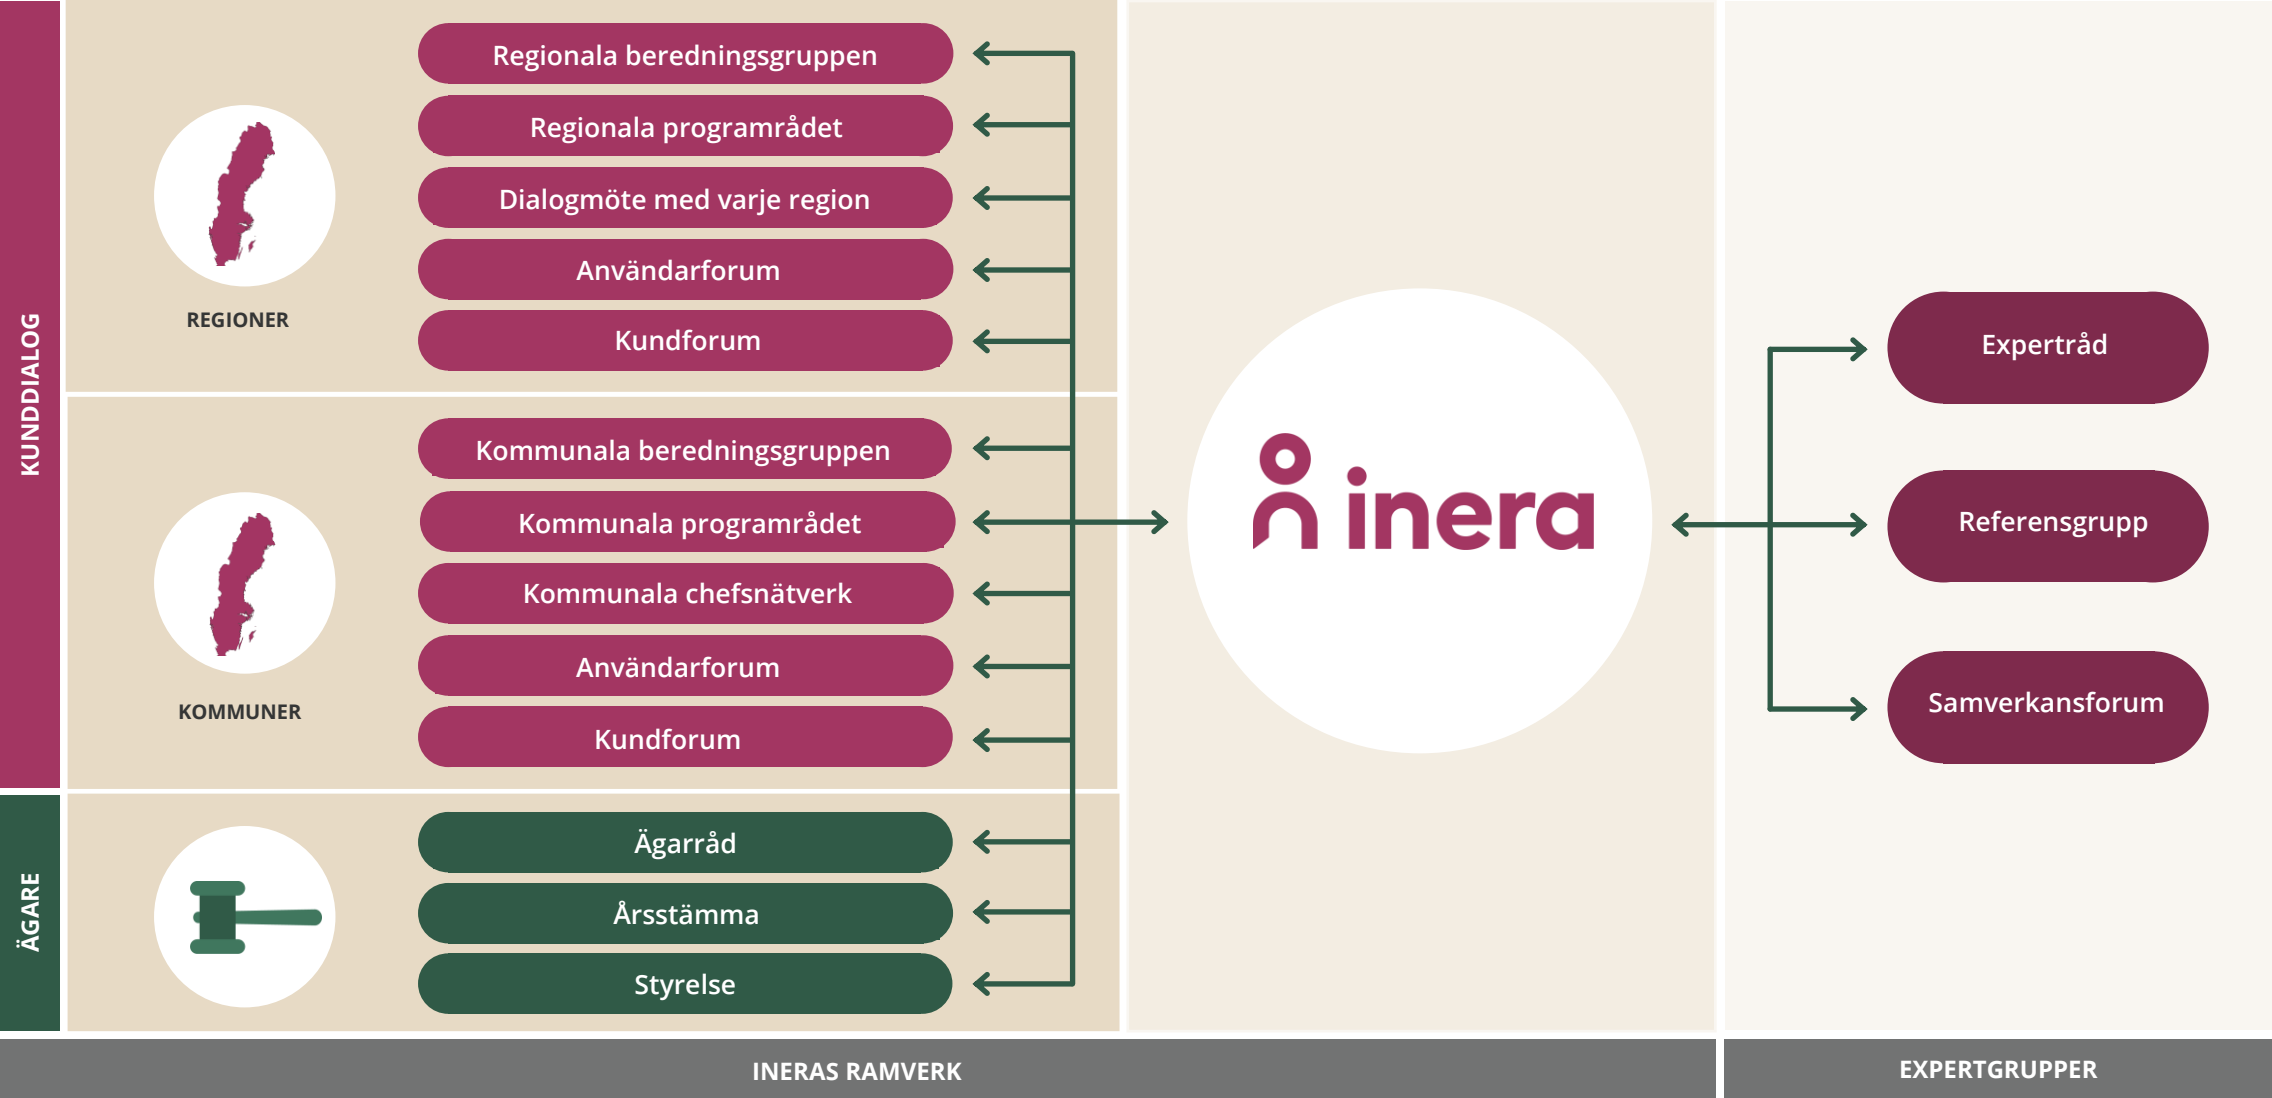 KUNDDIALOG
REGIONER
Regionala beredningsgruppen
Regionala programrådet
Dialogmöte med varje region
Användarforum
Kundforum
KOMMUNER
Kommunala beredningsgruppen
Kommunala programrådet
Kommunala chefsnätverk
Användarforum
Kundforum
ÄGARE
Ägarråd
Årsstämma
Styrelse
inera
Expertråd
Referensgrupp
Samverkansforum
INERAS RAMVERK
EXPERTGRUPPER